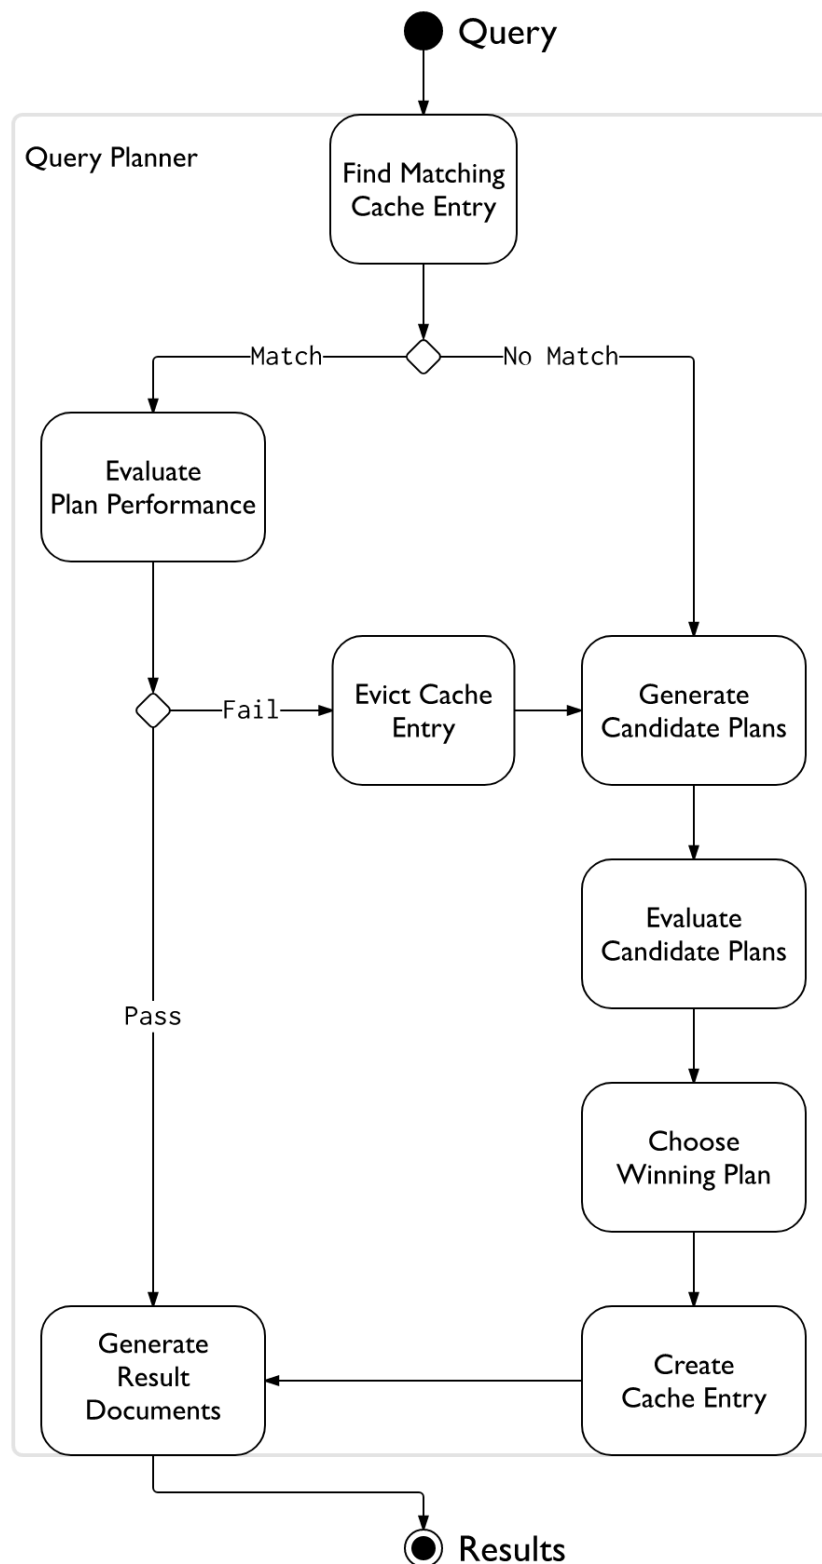 Query
Query Planner
Find Matching
Cache Entry
Match
No Match
Evaluate
Plan Performance
Fail
Evict Cache
Entry
Generate
Candidate Plans
Evaluate
Candidate Plans
Pass
Choose
Winning Plan
Generate
Result
Documents
Create
Cache Entry
Results